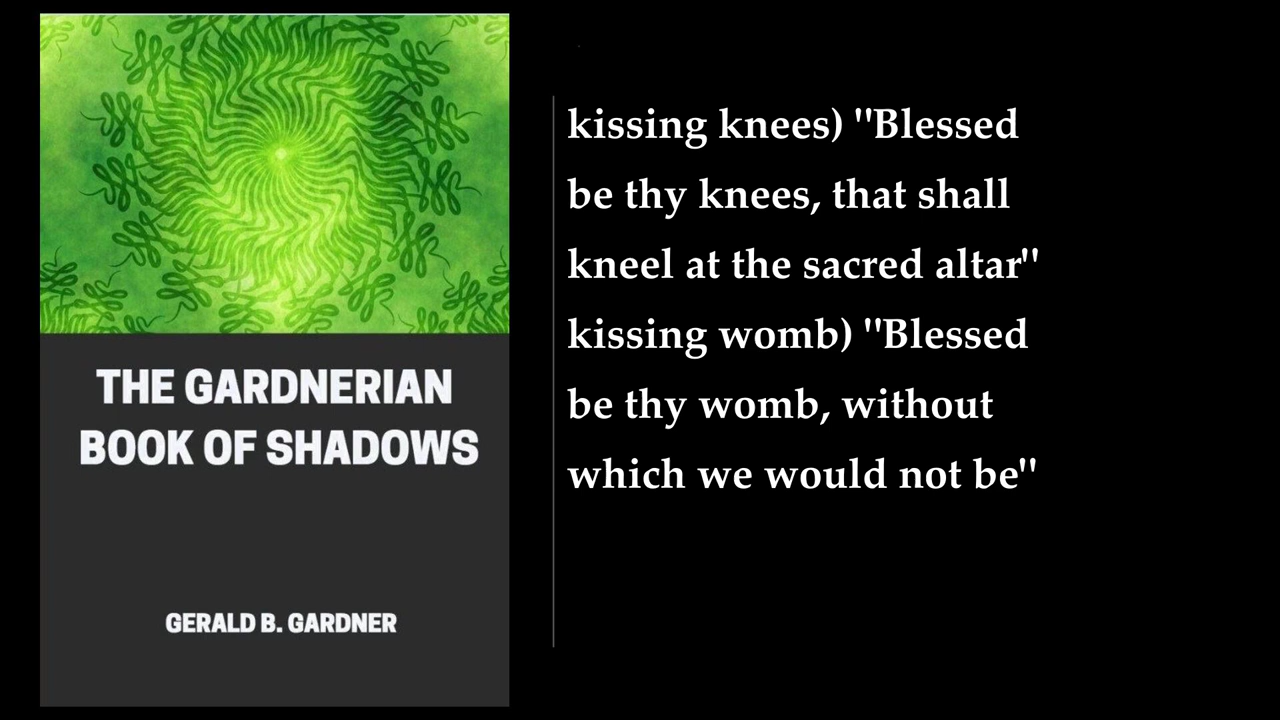 THE GARDNERIAN
BOOK OF SHADOWS
GERALD B. GARDNER
kissing knees) "Blessed
be thy knees, that shall
kneel at the sacred altar"
kissing womb) "Blessed
be thy womb, without
which we would not be"